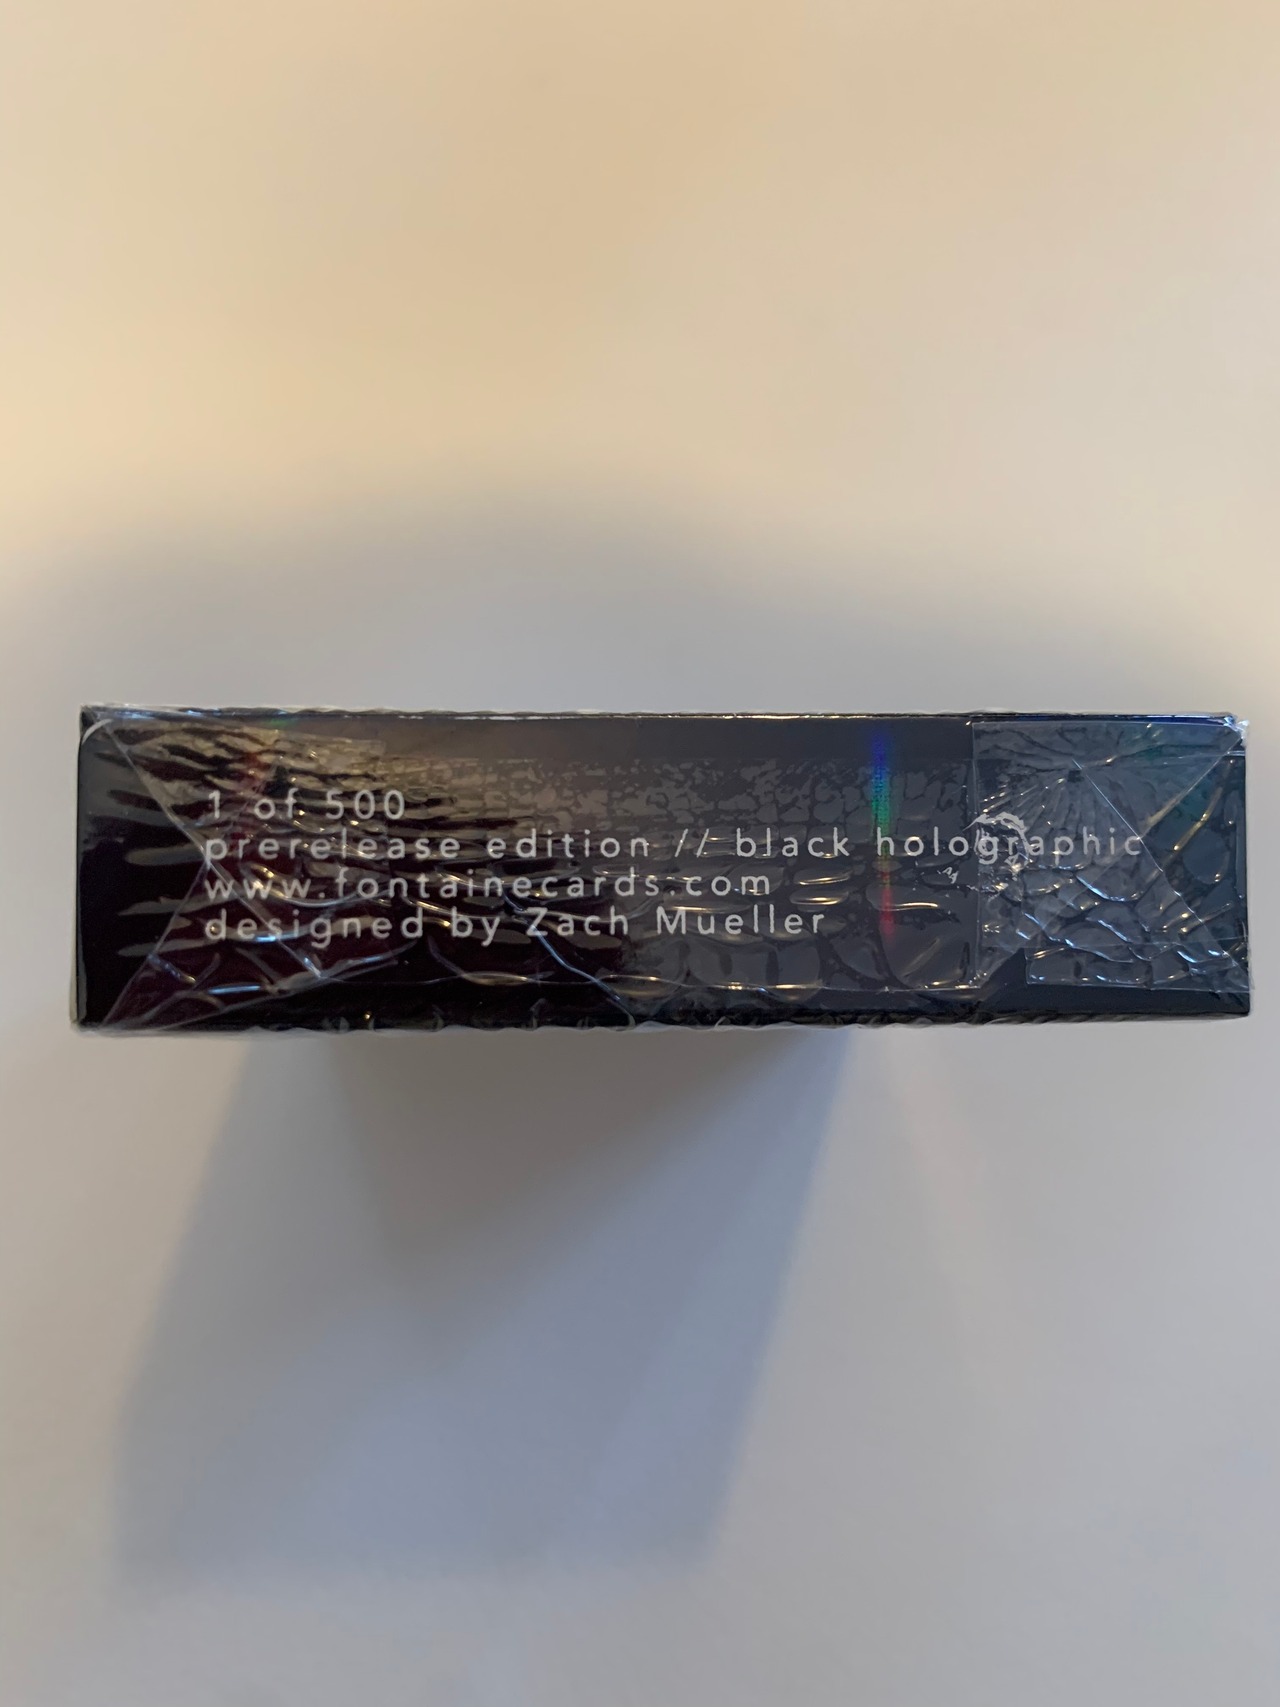 1 of 500
prerelease edition // black holographic
www.fontainecards.com
designed by Zach Mueller